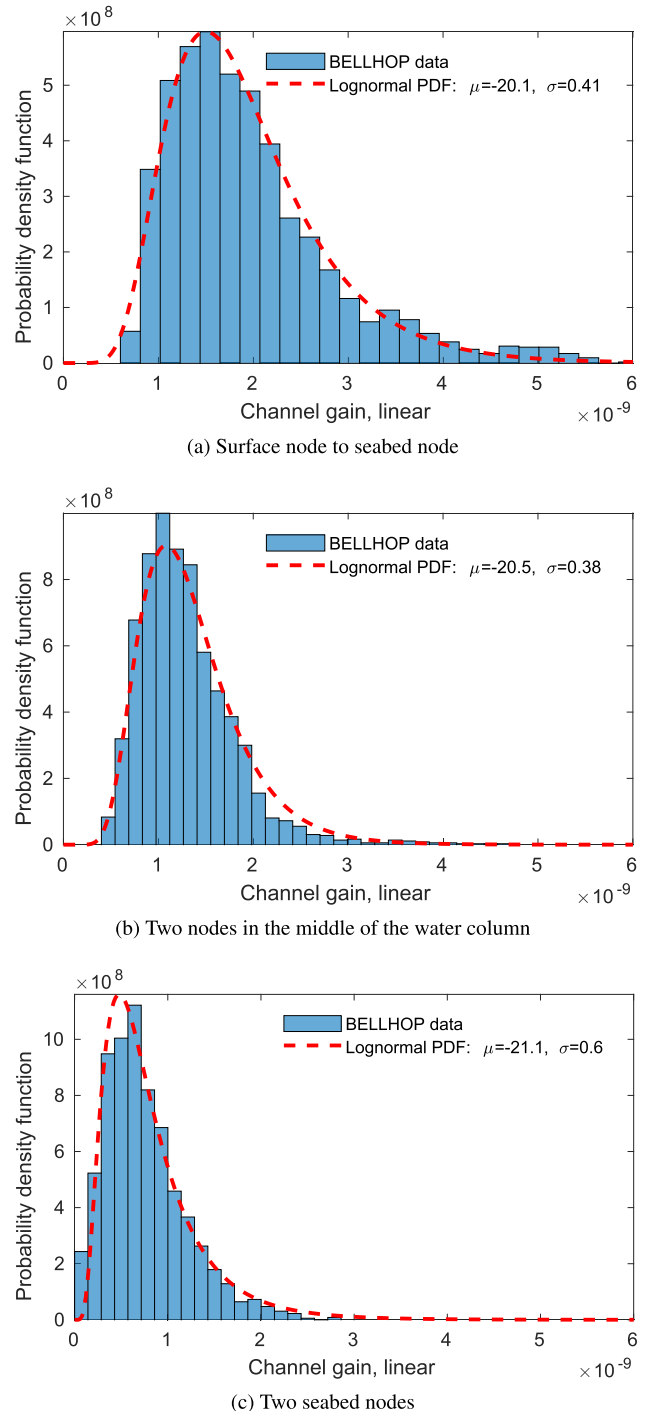 ×10^8
Probability density function
5
4
3
2
1
0
BELLHOP data
Lognormal PDF: μ=-20.1, σ=0.41
0 1 2 3 4 5 6
Channel gain, linear
×10^-9
(a) Surface node to seabed node
×10^8
Probability density function
8
6
4
2
0
BELLHOP data
Lognormal PDF: μ=-20.5, σ=0.38
0 1 2 3 4 5 6
Channel gain, linear
×10^-9
(b) Two nodes in the middle of the water column
×10^8
Probability density function
10
8
6
4
2
0
BELLHOP data
Lognormal PDF: μ=-21.1, σ=0.6
0 1 2 3 4 5 6
Channel gain, linear
×10^-9
(c) Two seabed nodes